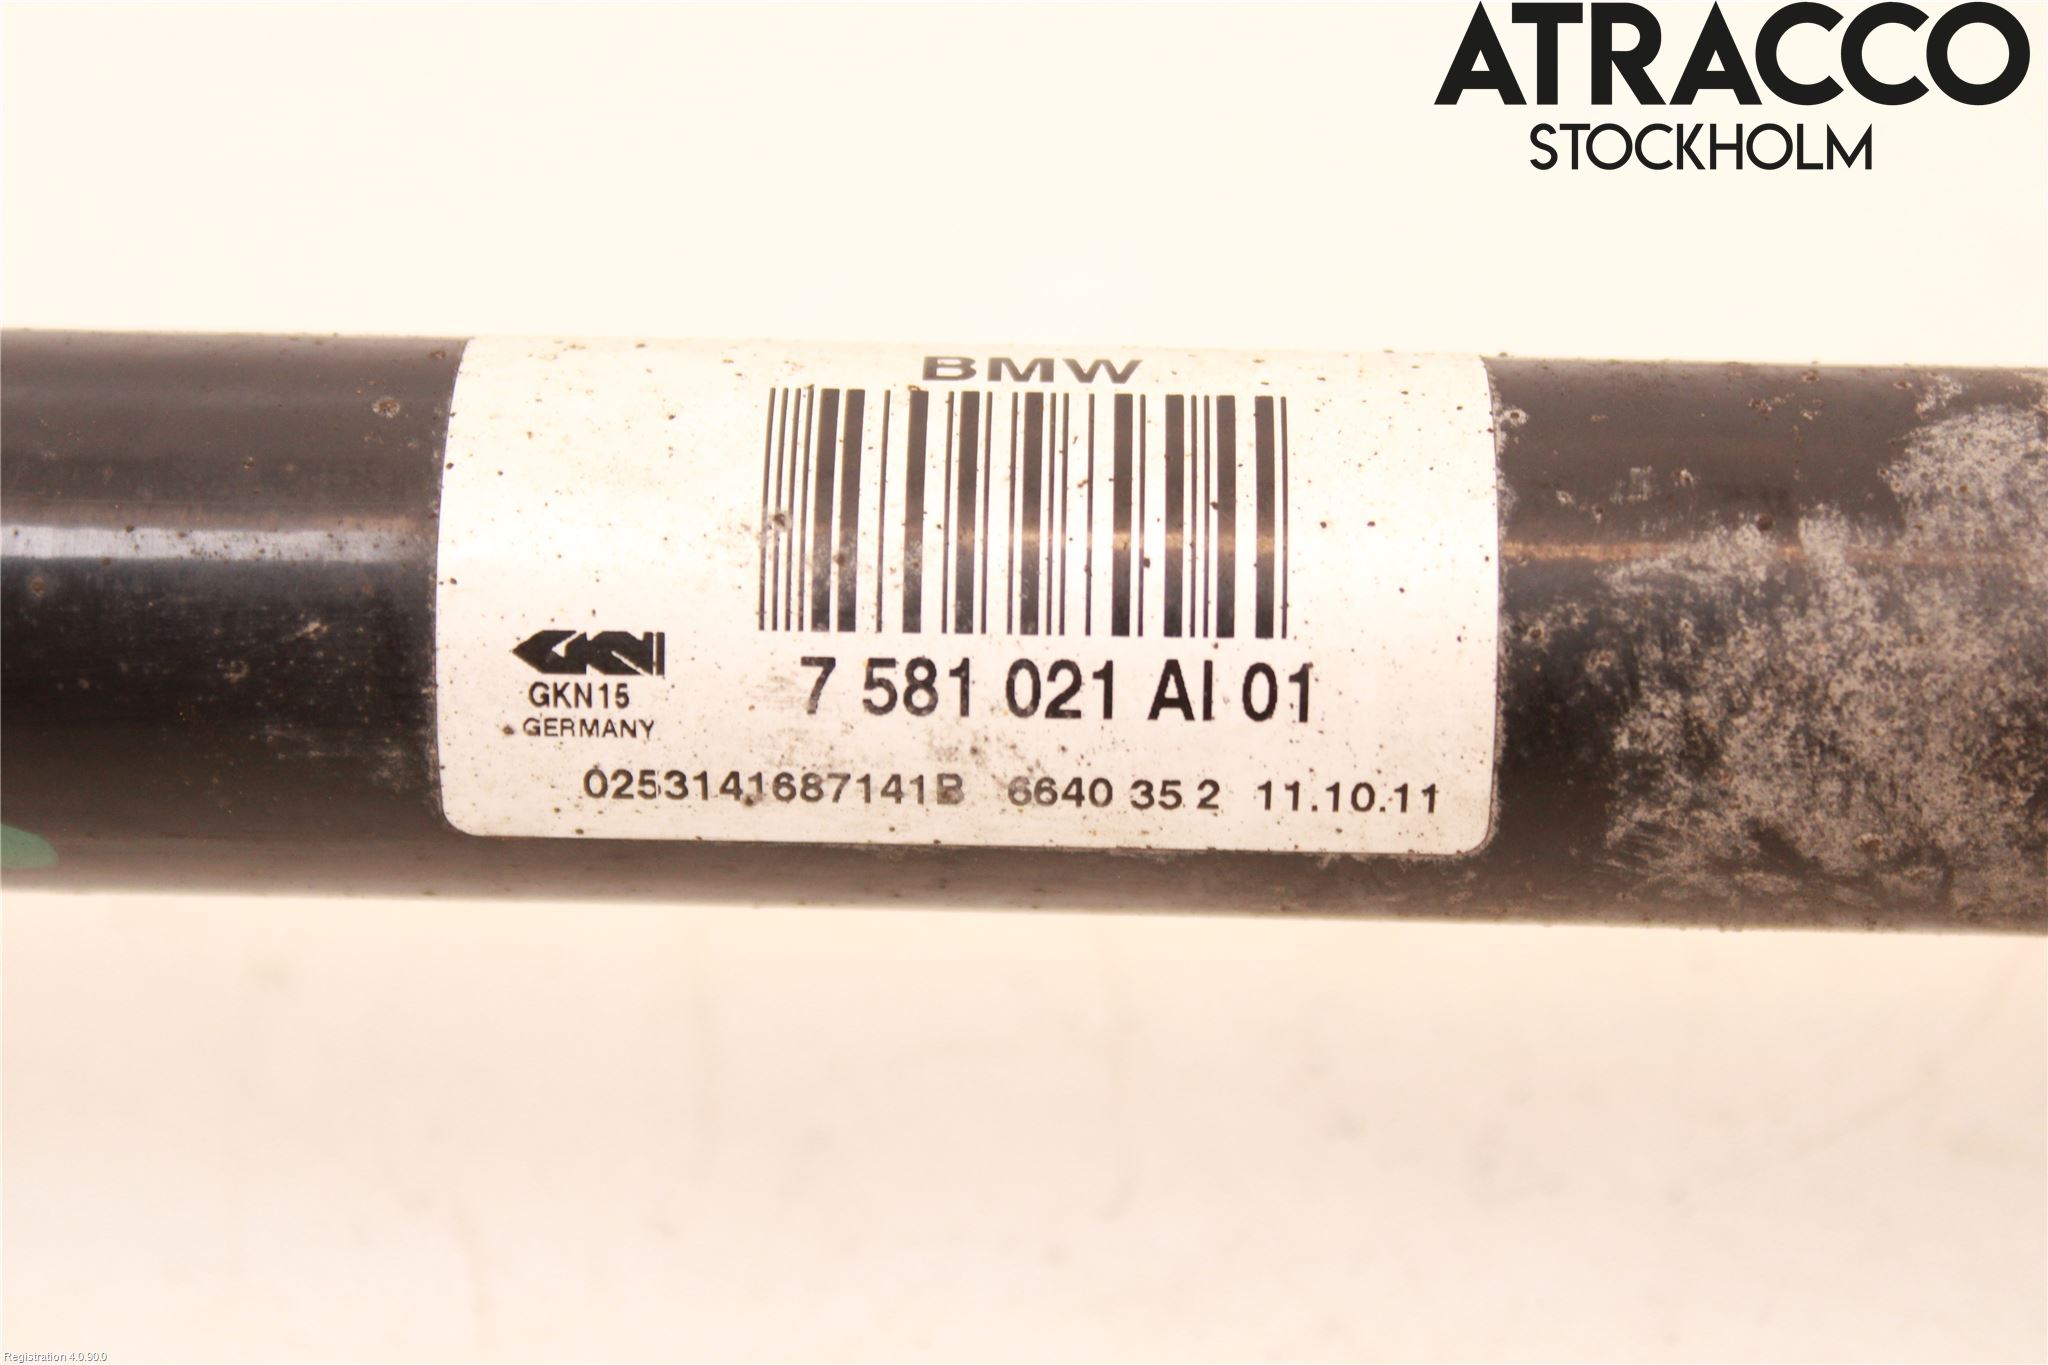 ATRACCO
STOCKHOLM
BMW
GKN
GKN15
GERMANY
7 581 021 AI 01
0253141687141B 6640 35 2 11.10.11
Registration 4.0.90.0